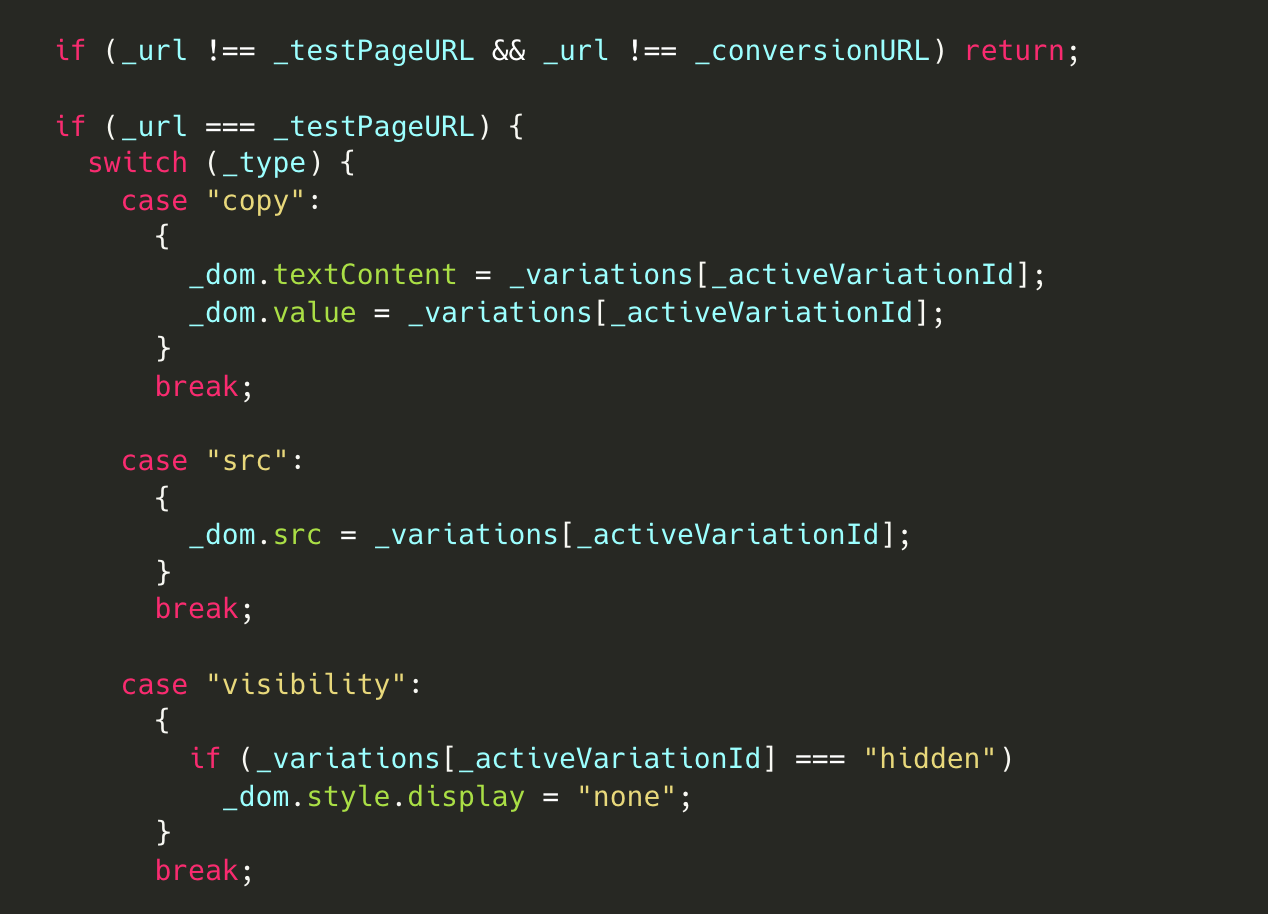 if (_url !== _testPageURL && _url !== _conversionURL) return;
if (_url === _testPageURL) {
switch (_type) {
case "copy":
{
_dom.textContent = _variations[_activeVariationId];
_dom.value = _variations[_activeVariationId];
}
break;
case "src":
{
_dom.src = _variations[_activeVariationId];
}
break;
case "visibility":
{
if (_variations[_activeVariationId] === "hidden")
_dom.style.display = "none";
}
break;